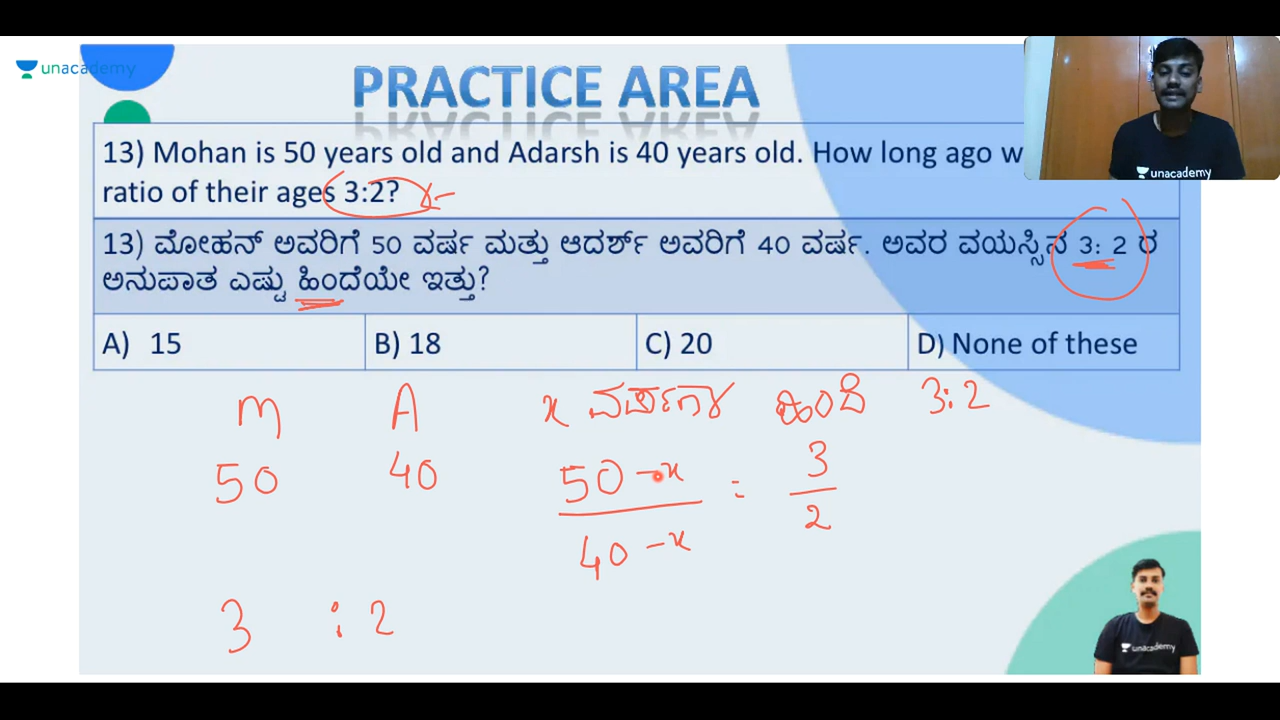 unacademy
PRACTICE AREA
13) Mohan is 50 years old and Adarsh is 40 years old. How long ago w
ratio of their ages 3:2?
13) ಮೋಹನ್ ಅವರಿಗೆ 50 ವರ್ಷ ಮತ್ತು ಆದರ್ಶ್ ಅವರಿಗೆ 40 ವರ್ಷ. ಅವರ ವಯಸ್ಸಿನ 3: 2 ರ
ಅನುಪಾತ ಎಷ್ಟು ಹಿಂದೆಯೇ ಇತ್ತು?
A) 15 B) 18 C) 20 D) None of these
M A x ವರ್ಷಗಳ ಹಿಂದೆ 3:2
50 40 50-x = 3
40-x 2
3 : 2
unacademy
unacademy